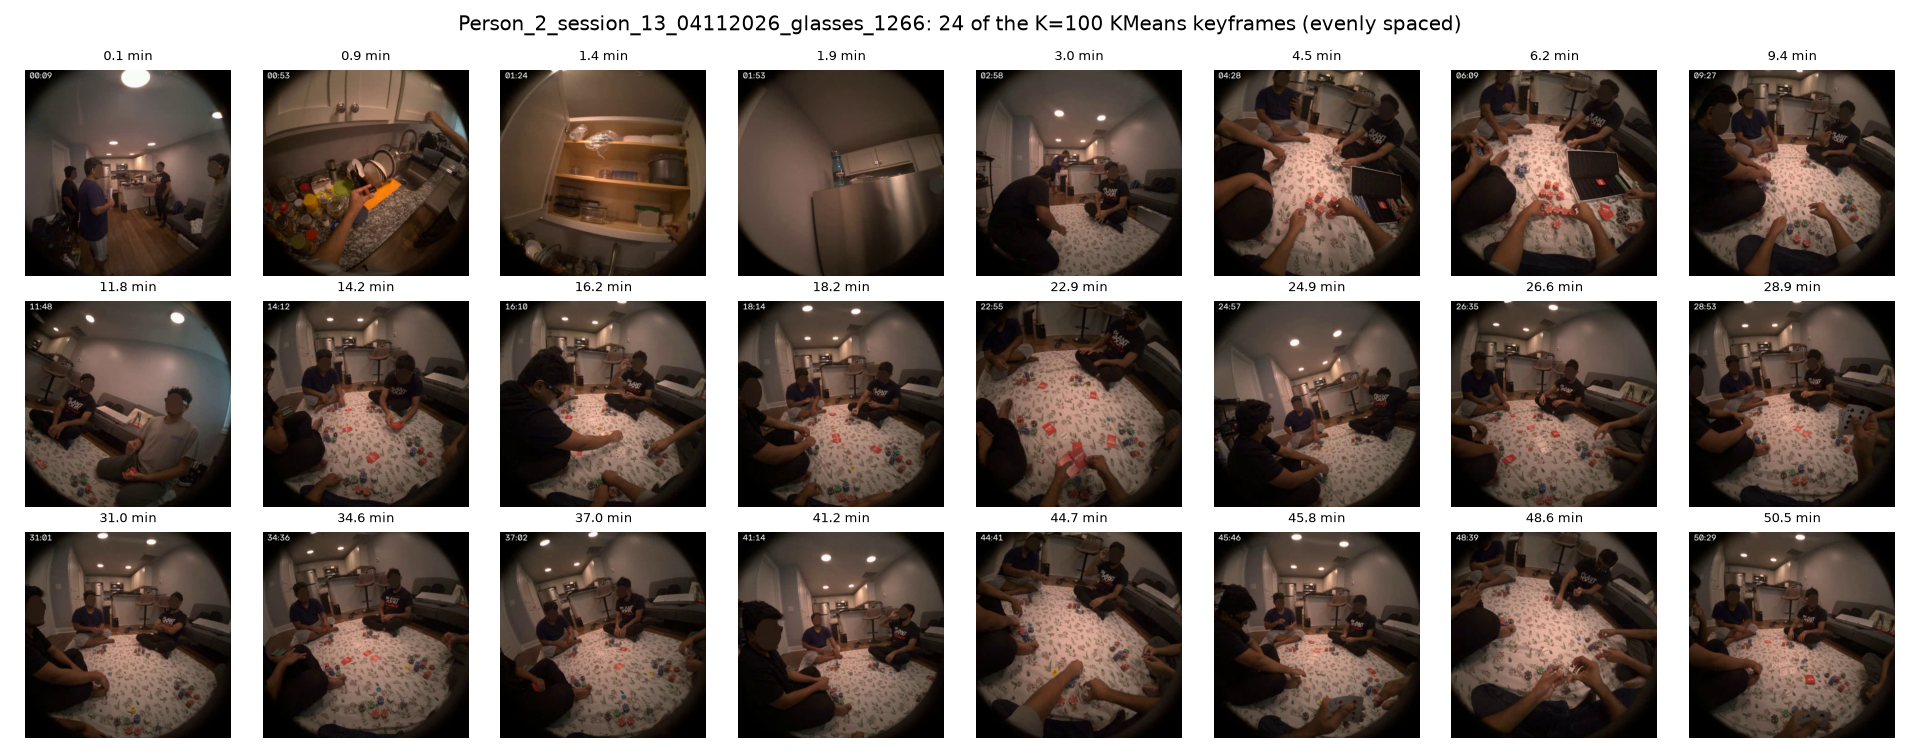 Person_2_session_13_04112026_glasses_1266: 24 of the K=100 KMeans keyframes (evenly spaced)
0.1 min
0.9 min
1.4 min
1.9 min
3.0 min
4.5 min
6.2 min
9.4 min
00:09
00:53
01:24
01:53
02:58
04:28
06:09
09:27
11.8 min
14.2 min
16.2 min
18.2 min
22.9 min
24.9 min
26.6 min
28.9 min
11:48
14:12
16:10
18:14
22:55
24:57
26:35
28:53
31.0 min
34.6 min
37.0 min
41.2 min
44.7 min
45.8 min
48.6 min
50.5 min
31:01
34:36
37:02
41:14
44:41
45:46
48:39
50:29